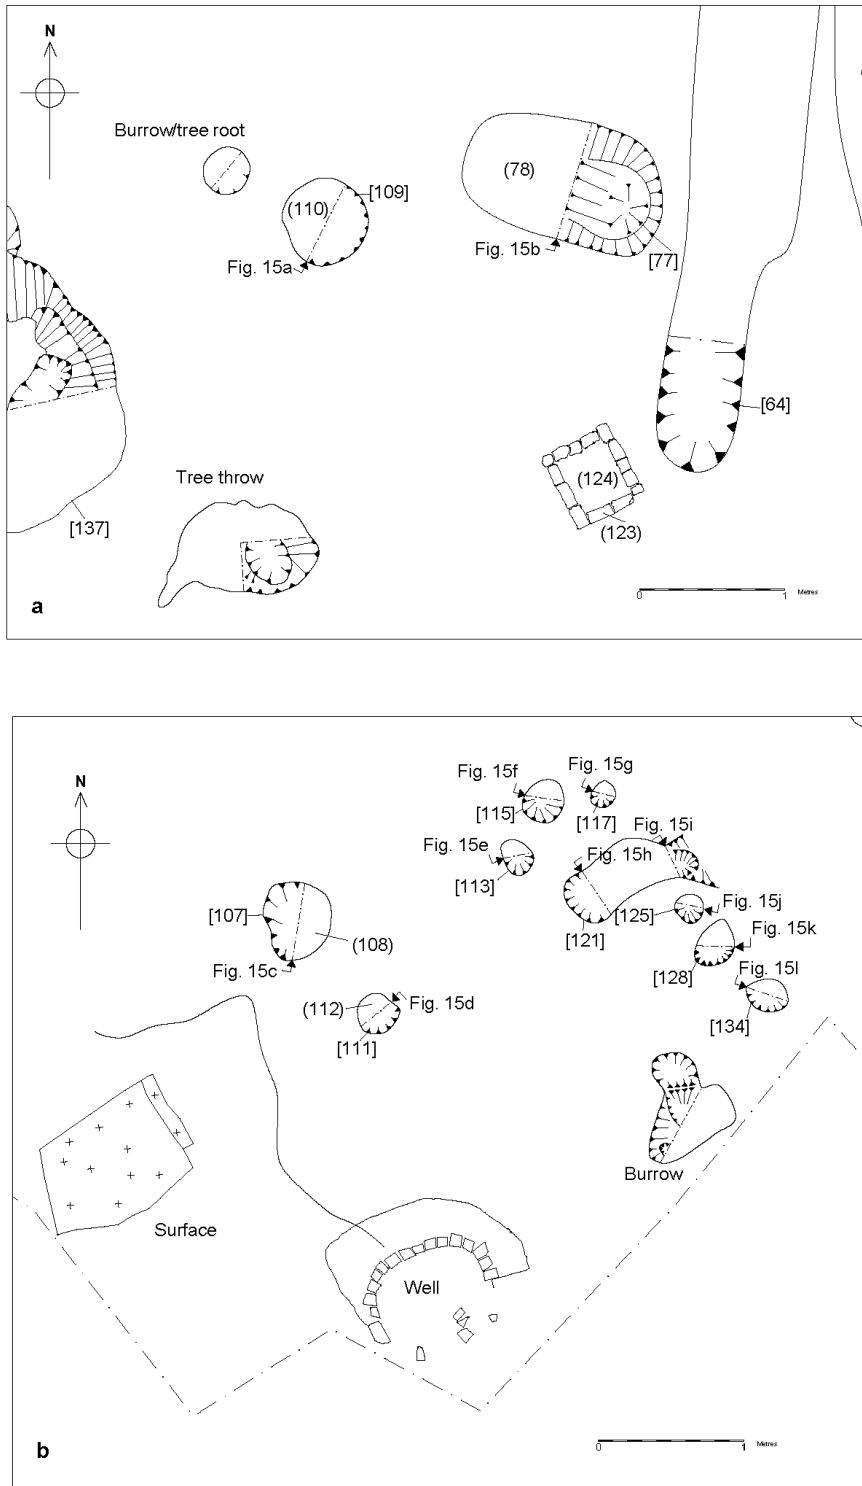 N
Burrow/tree root
(110)
[109]
Fig. 15a
(78)
Fig. 15b
[77]
[64]
Tree throw
[137]
(124)
(123)
0 1 Metres
a
N
Fig. 15f
Fig. 15g
[115]
[117]
Fig. 15i
Fig. 15e
Fig. 15h
[113]
[107]
[125]
Fig. 15j
[121]
Fig. 15k
(108)
Fig. 15c
[128]
Fig. 15l
(112)
Fig. 15d
[134]
[111]
Burrow
Surface
Well
0 1 Metres
b